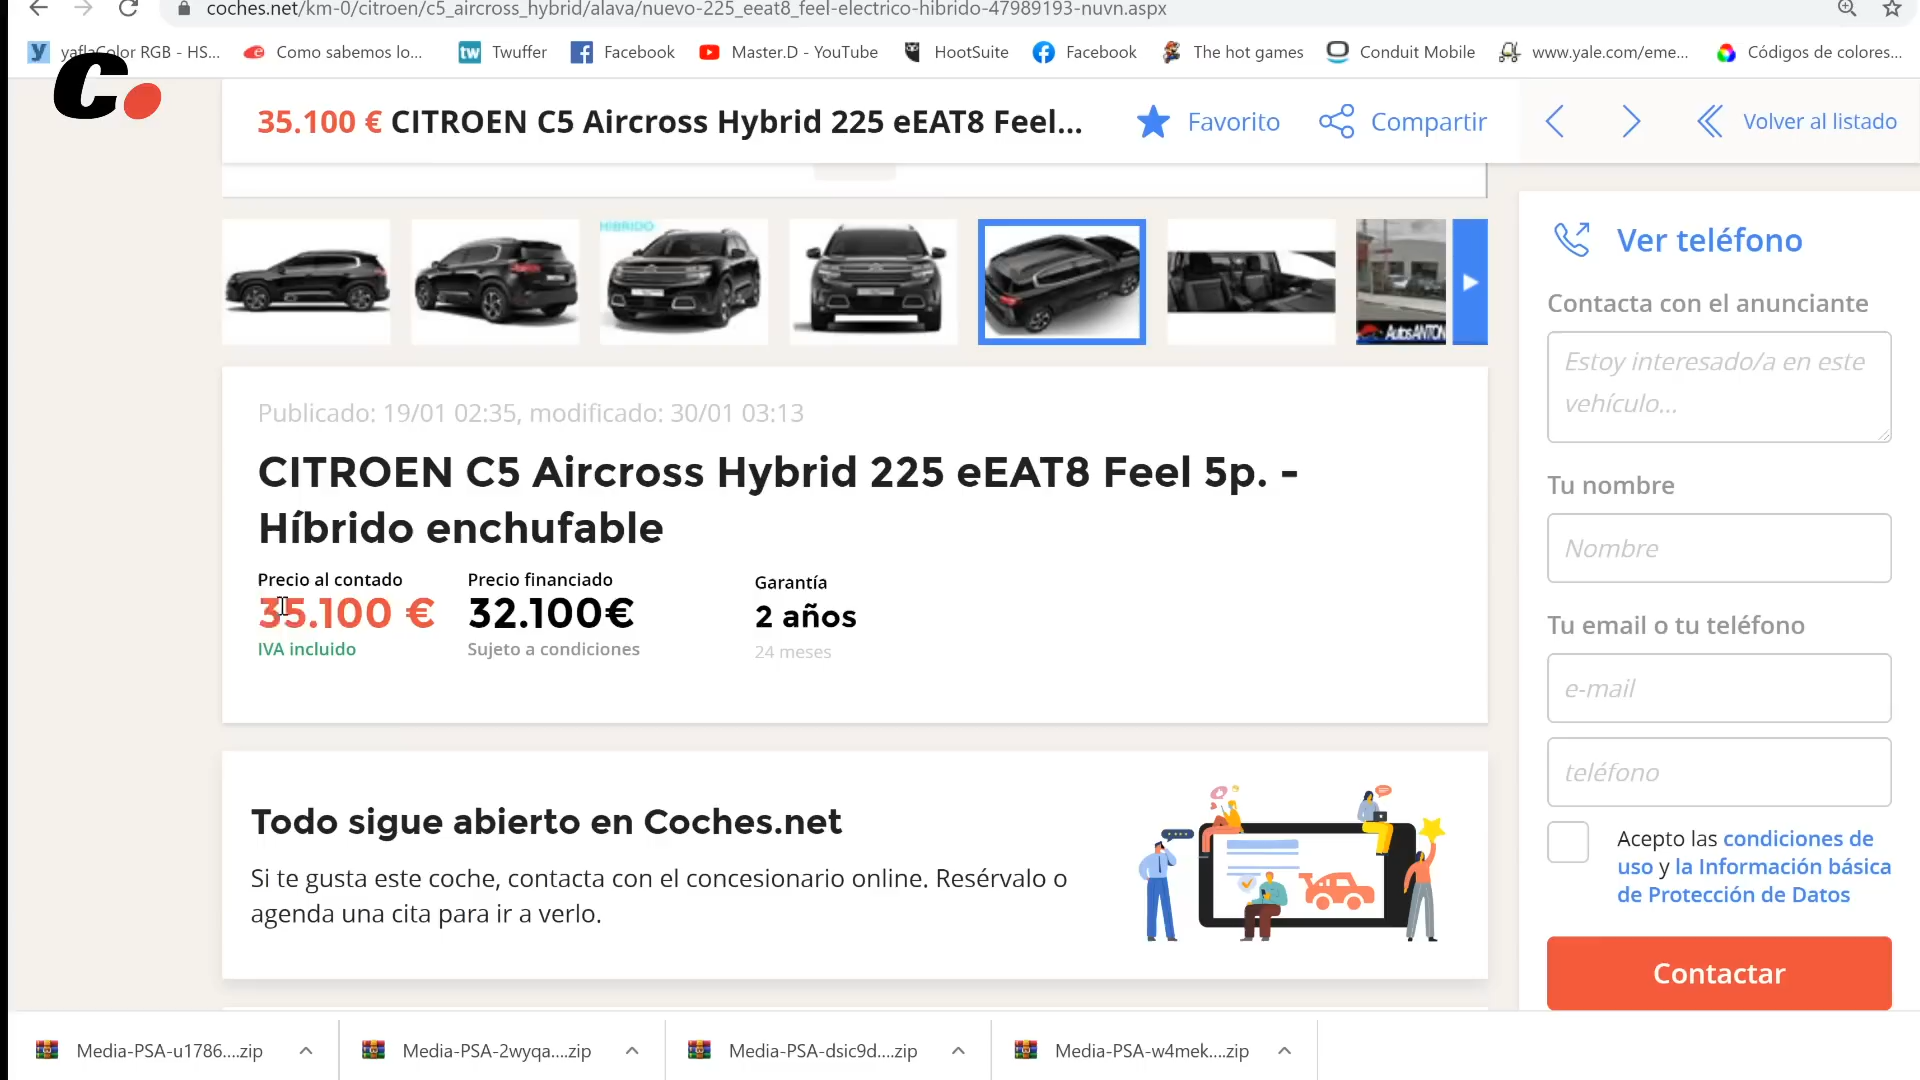 coches.net/km-0/citroen/c5_aircross_hybrid/alava/nuevo-225_eeat8_feel-electrico-hibrido-47989193-nuvn.aspx
yaflaColor RGB - HS...
Como sabemos lo...
Twuffer
Facebook
Master.D - YouTube
HootSuite
Facebook
The hot games
Conduit Mobile
www.yale.com/eme...
Códigos de colores...
35.100 € CITROEN C5 Aircross Hybrid 225 eEAT8 Feel...
Favorito
Compartir
Volver al listado
HIBRIDO
AutosANTON
Publicado: 19/01 02:35, modificado: 30/01 03:13
CITROEN C5 Aircross Hybrid 225 eEAT8 Feel 5p. -
Híbrido enchufable
Precio al contado
35.100 €
IVA incluido
Precio financiado
32.100€
Sujeto a condiciones
Garantía
2 años
24 meses
Todo sigue abierto en Coches.net
Si te gusta este coche, contacta con el concesionario online. Resérvalo o
agenda una cita para ir a verlo.
Ver teléfono
Contacta con el anunciante
Estoy interesado/a en este
vehículo...
Tu nombre
Nombre
Tu email o tu teléfono
e-mail
teléfono
Acepto las condiciones de
uso y la Información básica
de Protección de Datos
Contactar
Media-PSA-u1786....zip
Media-PSA-2wyqa....zip
Media-PSA-dsic9d....zip
Media-PSA-w4mek....zip